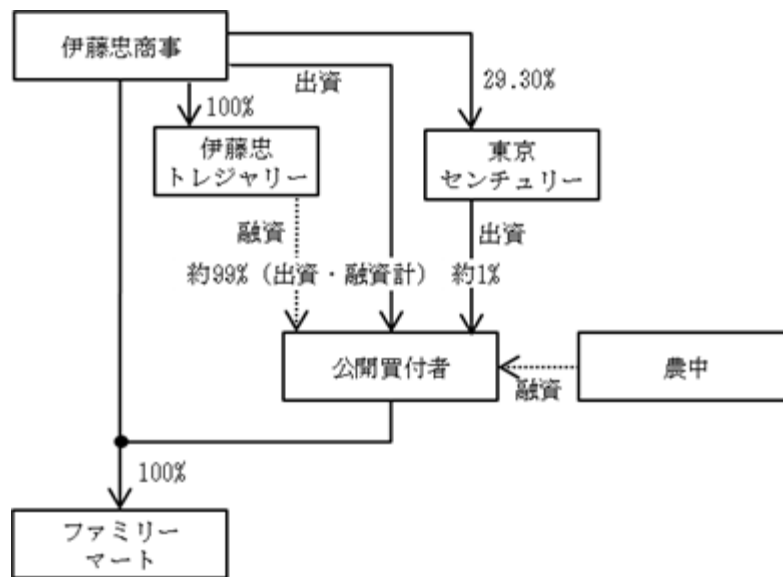 伊藤忠商事
出資
29.30%
100%
伊藤忠
トレジャリー
東京
センチュリー
融資
出資
約99%（出資・融資計）
約1%
公開買付者
農中
融資
100%
ファミリー
マート